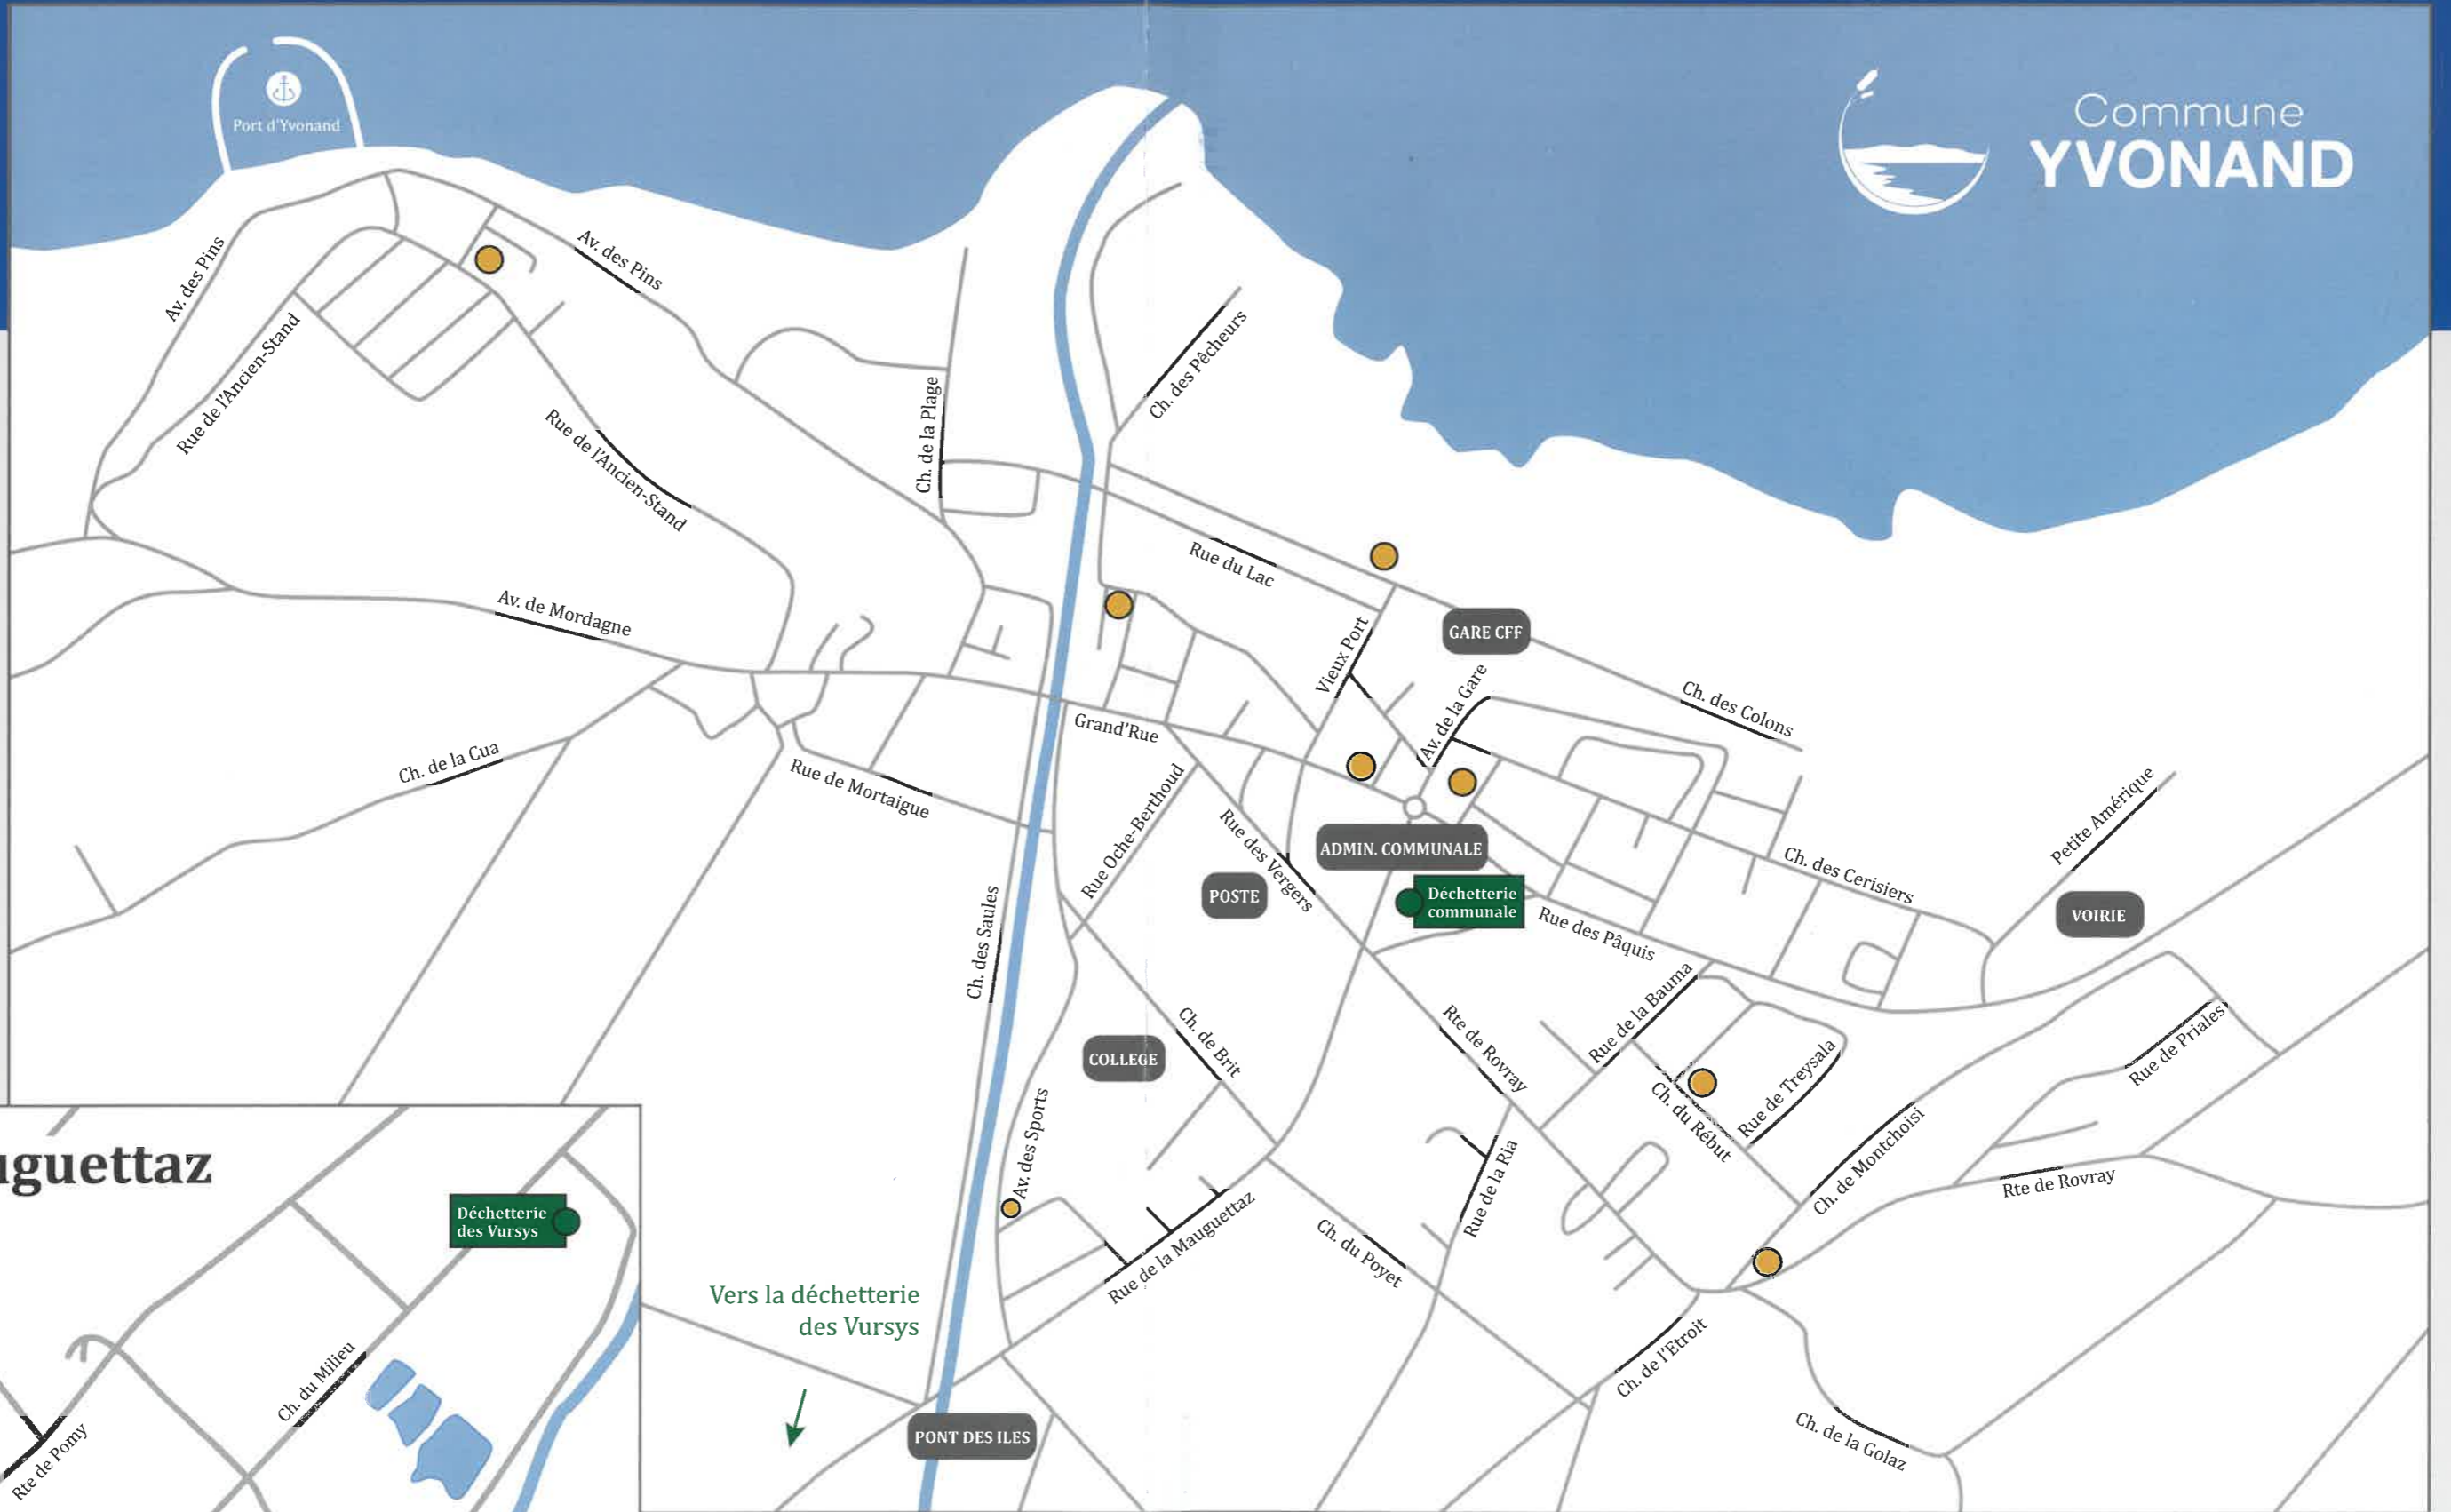 Port d'Yvonand
Commune
YVONAND
Av. des Pins
Av. des Pins
Rue de l'Ancien-Stand
Rue de l'Ancien-Stand
Ch. de la Plage
Ch. des Pêcheurs
Rue du Lac
Av. de Mordagne
GARE CFF
Vieux Port
Av. de la Gare
Ch. des Colons
Grand'Rue
Ch. de la Cua
Rue de Mortaigue
Rue Oche-Berthoud
Rue des Vergers
ADMIN. COMMUNALE
Petite Amérique
Ch. des Cerisiers
POSTE
Déchetterie
communale
Rue des Pâquis
VOIRIE
Ch. des Saules
Rue de la Bauma
Ch. de Brit
Rte de Rovray
COLLEGE
Rue de Priales
Rue de Treysala
Ch. du Rébut
Av. des Sports
Ch. de Montchoisi
Rue de la Ria
Rte de Rovray
Rue de la Mauguettaz
Ch. du Poyet
uguettaz
Déchetterie
des Vursys
Vers la déchetterie
des Vursys
Ch. de l'Etroit
Ch. du Milieu
PONT DES ILES
Ch. de la Golaz
Rte de Pomy